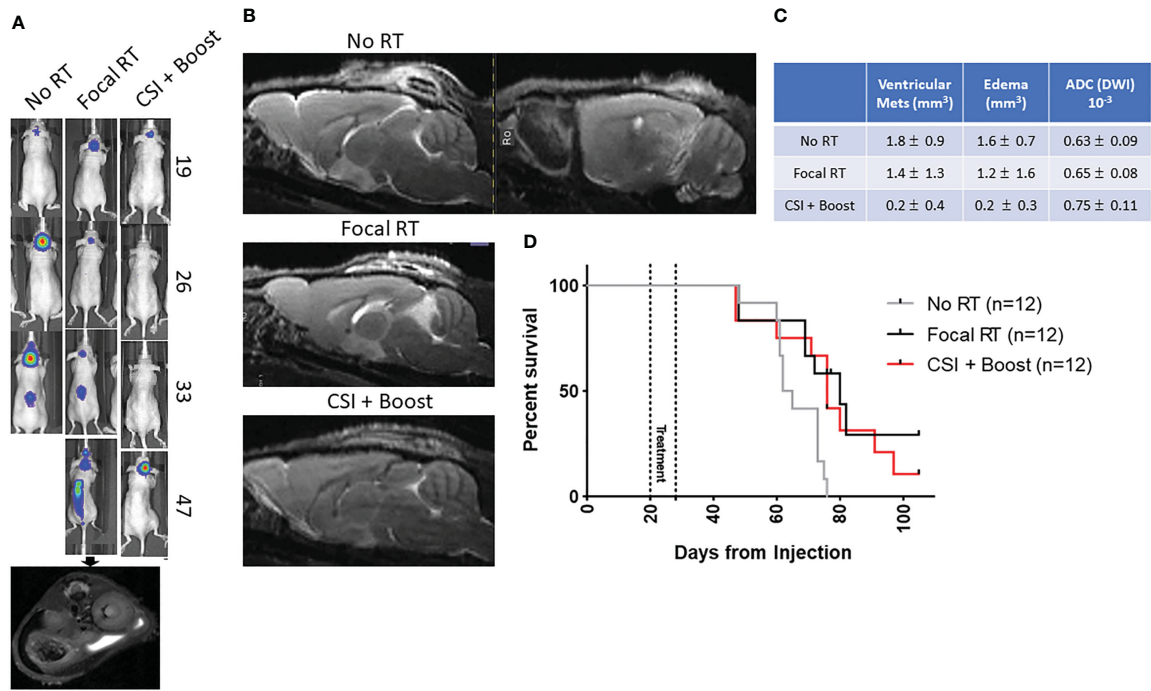 A
No RT
Focal RT
CSI + Boost
19
26
33
47
B
No RT
Ro
Focal RT
CSI + Boost
C
Ventricular Mets (mm³)
Edema (mm³)
ADC (DWI) 10⁻³
No RT
1.8 ± 0.9
1.6 ± 0.7
0.63 ± 0.09
Focal RT
1.4 ± 1.3
1.2 ± 1.6
0.65 ± 0.08
CSI + Boost
0.2 ± 0.4
0.2 ± 0.3
0.75 ± 0.11
D
Percent survival
100
50
0
Treatment
0
20
40
60
80
100
Days from Injection
No RT (n=12)
Focal RT (n=12)
CSI + Boost (n=12)